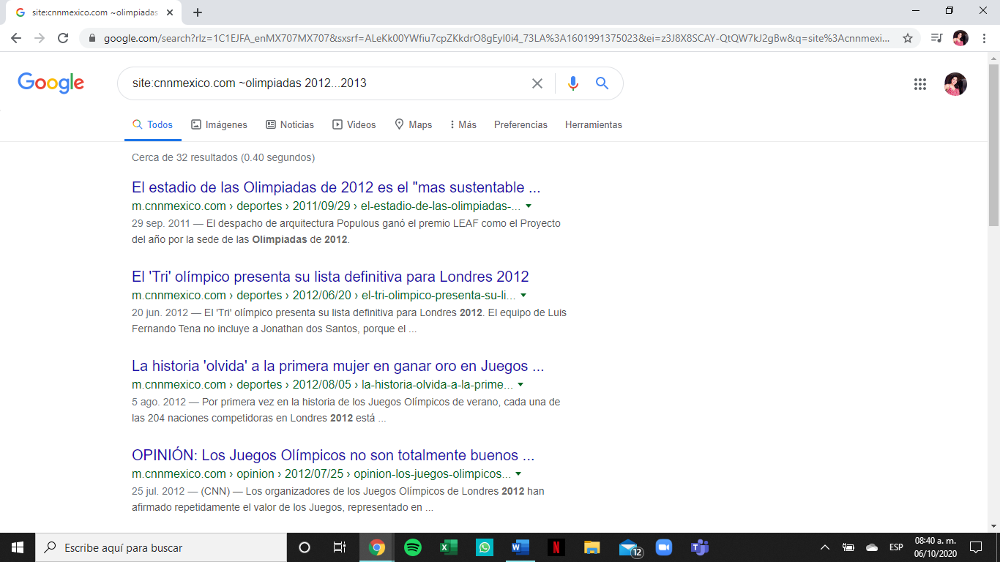 site:cnnmexico.com ~olimpiadas
google.com/search?rlz=1C1EJFA_enMX707MX707&sxsrf=ALeKk00YWfiu7cpZKkdrO8gEyI0i4_73LA%3A1601991375023&ei=z3J8X8SCAY-QtQW7kJ2gBw&q=site%3Acnnmexi...
Google
site:cnnmexico.com ~olimpiadas 2012...2013
Todos Imágenes Noticias Videos Maps Más Preferencias Herramientas
Cerca de 32 resultados (0.40 segundos)
El estadio de las Olimpiadas de 2012 es el "mas sustentable ...
m.cnnmexico.com › deportes › 2011/09/29 › el-estadio-de-las-olimpiadas-...
29 sep. 2011 — El despacho de arquitectura Populous ganó el premio LEAF como el Proyecto
del año por la sede de las Olimpiadas de 2012.
El 'Tri' olímpico presenta su lista definitiva para Londres 2012
m.cnnmexico.com › deportes › 2012/06/20 › el-tri-olimpico-presenta-su-li...
20 jun. 2012 — El 'Tri' olímpico presenta su lista definitiva para Londres 2012. El equipo de Luis
Fernando Tena no incluye a Jonathan dos Santos, porque el ...
La historia 'olvida' a la primera mujer en ganar oro en Juegos ...
m.cnnmexico.com › deportes › 2012/08/05 › la-historia-olvida-a-la-prime...
5 ago. 2012 — Por primera vez en la historia de los Juegos Olímpicos de verano, cada una de
las 204 naciones competidoras en Londres 2012 está ...
OPINIÓN: Los Juegos Olímpicos no son totalmente buenos ...
m.cnnmexico.com › opinion › 2012/07/25 › opinion-los-juegos-olimpicos...
25 jul. 2012 — (CNN) — Los organizadores de los Juegos Olímpicos de Londres 2012 han
afirmado repetidamente el valor de los Juegos, representado en ...
Escribe aquí para buscar
12
ESP
08:40 a. m.
06/10/2020